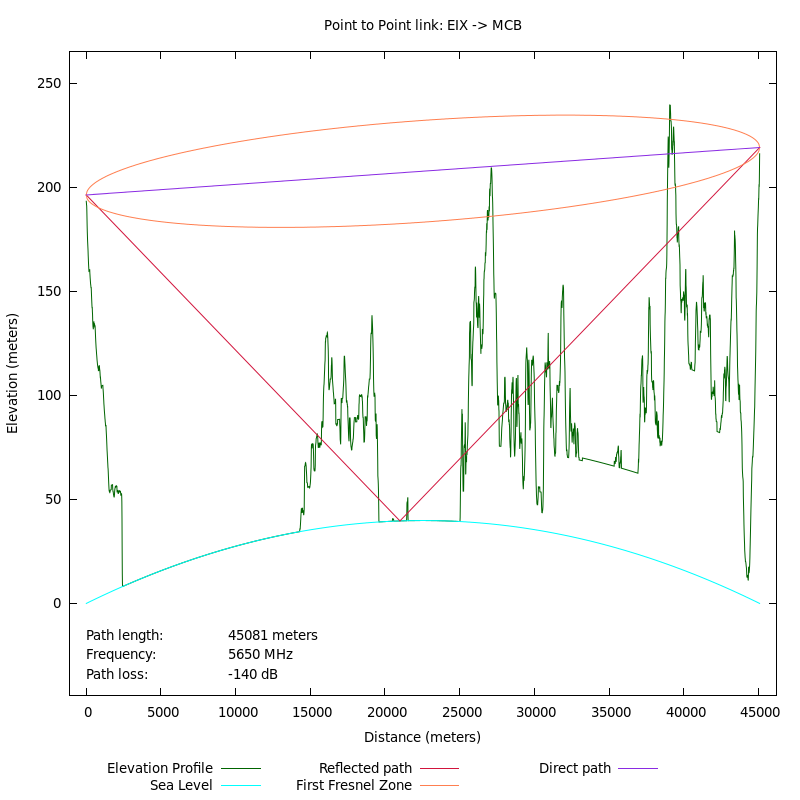 Point to Point link: EIX -> MCB
250
200
150
100
50
0
Elevation (meters)
Path length: 45081 meters
Frequency: 5650 MHz
Path loss: -140 dB
0 5000 10000 15000 20000 25000 30000 35000 40000 45000
Distance (meters)
Elevation Profile Reflected path Direct path
Sea Level First Fresnel Zone